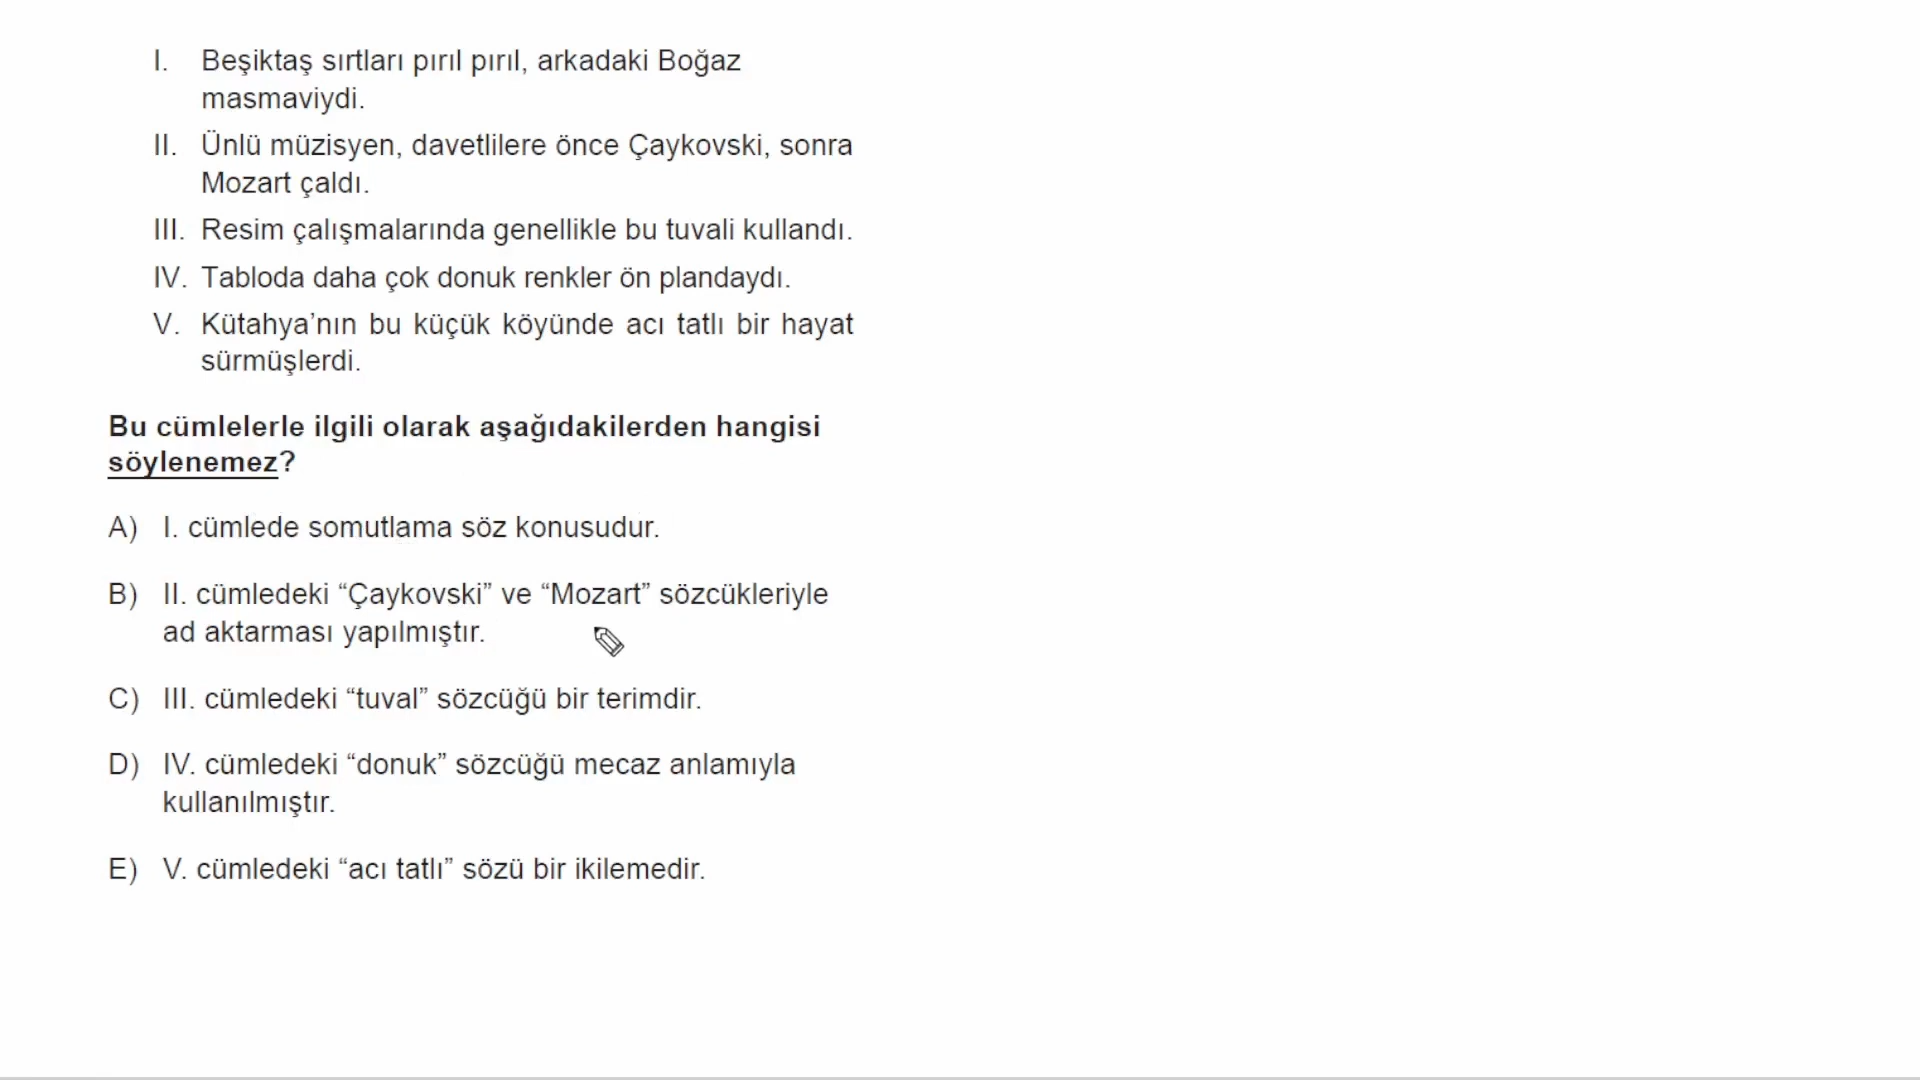 I. Beşiktaş sırtları pırıl pırıl, arkadaki Boğaz
masmaviydi.
II. Ünlü müzisyen, davetlilere önce Çaykovski, sonra
Mozart çaldı.
III. Resim çalışmalarında genellikle bu tuvali kullandı.
IV. Tabloda daha çok donuk renkler ön plandaydı.
V. Kütahya’nın bu küçük köyünde acı tatlı bir hayat
sürmüşlerdi.
Bu cümlelerle ilgili olarak aşağıdakilerden hangisi
söylenemez?
A) I. cümlede somutlama söz konusudur.
B) II. cümledeki “Çaykovski” ve “Mozart” sözcükleriyle
ad aktarması yapılmıştır.
C) III. cümledeki “tuval” sözcüğü bir terimdir.
D) IV. cümledeki “donuk” sözcüğü mecaz anlamıyla
kullanılmıştır.
E) V. cümledeki “acı tatlı” sözü bir ikilemedir.